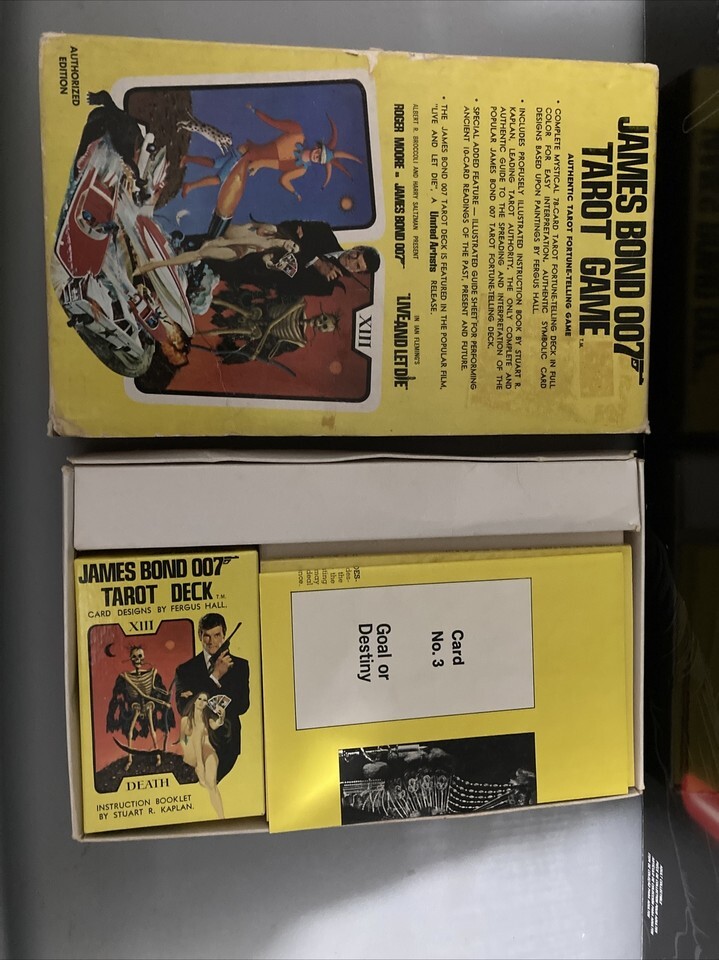 JAMES BOND 007
TAROT GAME T.M.
AUTHENTIC TAROT FORTUNE-TELLING GAME
• COMPLETE MYSTICAL 78-CARD TAROT FORTUNE-TELLING DECK IN FULL
COLOR FOR EASY INTERPRETATION. AUTHENTIC SYMBOLIC CARD
DESIGNS BASED UPON PAINTINGS BY FERGUS HALL.
• INCLUDES PROFUSELY ILLUSTRATED INSTRUCTION BOOK BY STUART R.
KAPLAN, LEADING TAROT AUTHORITY, THE ONLY COMPLETE AND
AUTHENTIC GUIDE TO THE SPREADING AND INTERPRETATION OF THE
POPULAR JAMES BOND 007 TAROT FORTUNE-TELLING DECK.
• SPECIAL ADDED FEATURE — ILLUSTRATED GUIDE SHEET FOR PERFORMING
ANCIENT 10-CARD READINGS OF THE PAST, PRESENT AND FUTURE.
• THE JAMES BOND 007 TAROT DECK IS FEATURED IN THE POPULAR FILM,
"LIVE AND LET DIE", A United Artists RELEASE.
ALBERT R. BROCCOLI AND HARRY SALTZMAN PRESENT
ROGER MOORE as JAMES BOND 007
IN IAN FLEMING'S
LIVE AND LET DIE
XIII
AUTHORIZED
EDITION
JAMES BOND 007
TAROT DECK T.M.
CARD DESIGNS BY FERGUS HALL.
XIII
DEATH
INSTRUCTION BOOKLET
BY STUART R. KAPLAN.
Card
No. 3
Goal or
Destiny